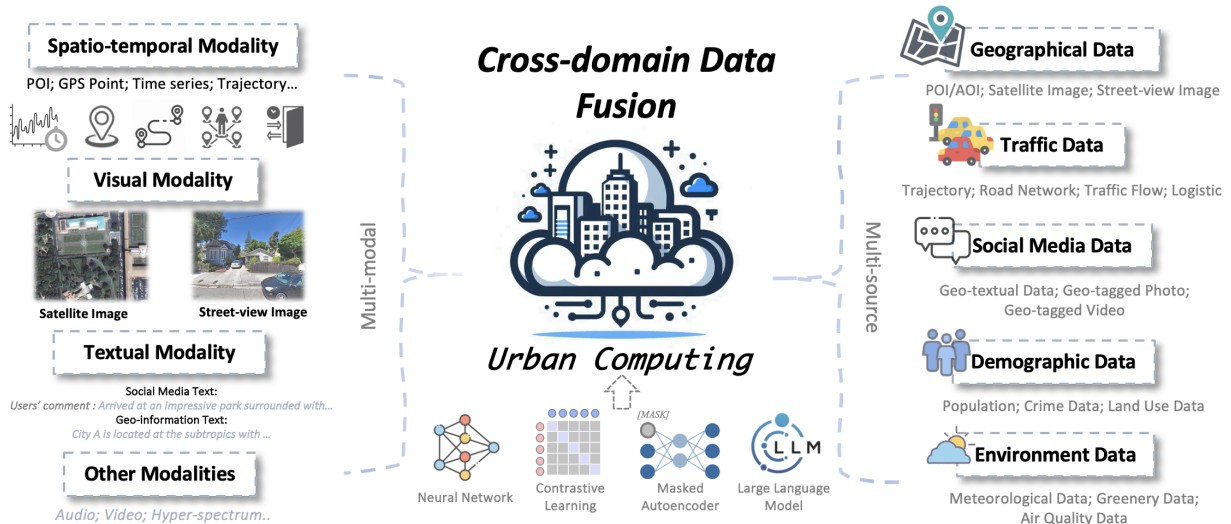 Spatio-temporal Modality
POI; GPS Point; Time series; Trajectory...
Visual Modality
Satellite Image
Street-view Image
Textual Modality
Social Media Text:
Users' comment : Arrived at an impressive park surrounded with...
Geo-information Text:
City A is located at the subtropics with ...
Other Modalities
Audio; Video; Hyper-spectrum..
Multi-modal
Cross-domain Data
Fusion
Urban Computing
[MASK]
LLM
Neural Network
Contrastive
Learning
Masked
Autoencoder
Large Language
Model
Multi-source
Geographical Data
POI/AOI; Satellite Image; Street-view Image
Traffic Data
Trajectory; Road Network; Traffic Flow; Logistic
Social Media Data
Geo-textual Data; Geo-tagged Photo;
Geo-tagged Video
Demographic Data
Population; Crime Data; Land Use Data
Environment Data
Meteorological Data; Greenery Data;
Air Quality Data